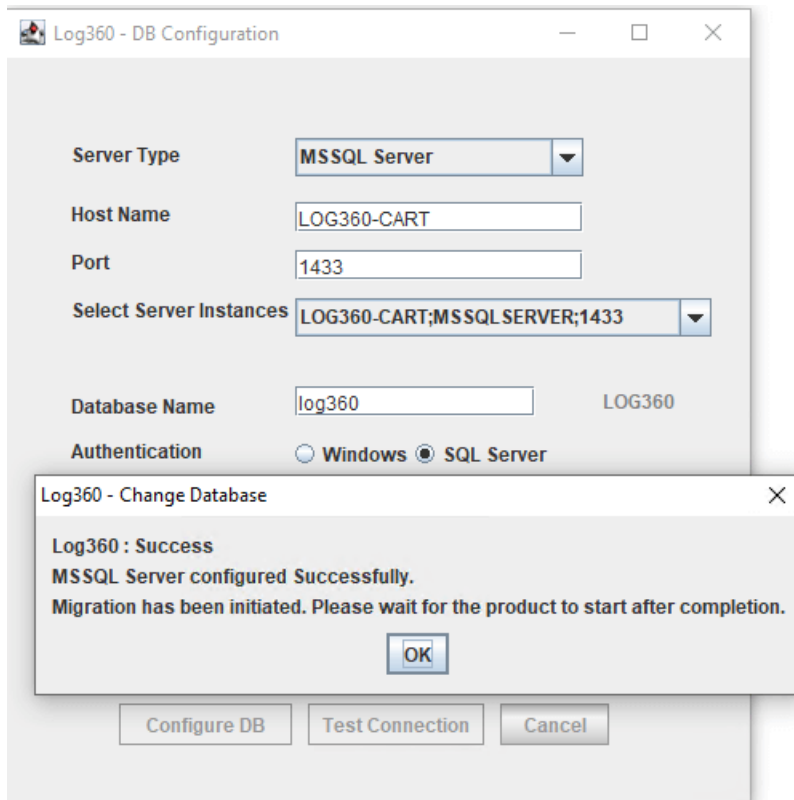 Log360 - DB Configuration
Server Type MSSQL Server
Host Name LOG360-CART
Port 1433
Select Server Instances LOG360-CART;MSSQLSERVER;1433
Database Name log360 LOG360
Authentication Windows SQL Server
Log360 - Change Database
Log360 : Success
MSSQL Server configured Successfully.
Migration has been initiated. Please wait for the product to start after completion.
OK
Configure DB Test Connection Cancel